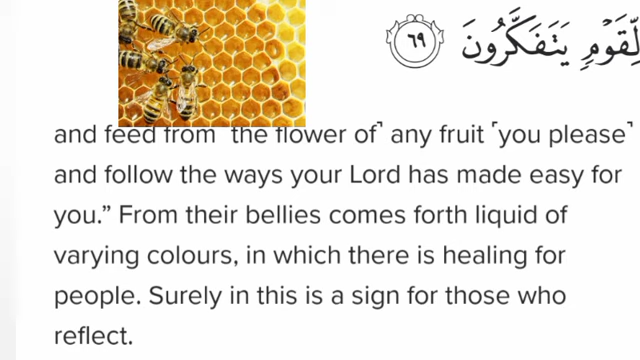 لِّقَوْمٍ يَتَفَكَّرُونَ ٦٩
and feed from ˹the flower of˺ any fruit ˹you please˺
and follow the ways your Lord has made easy for
you.” From their bellies comes forth liquid of
varying colours, in which there is healing for
people. Surely in this is a sign for those who
reflect.